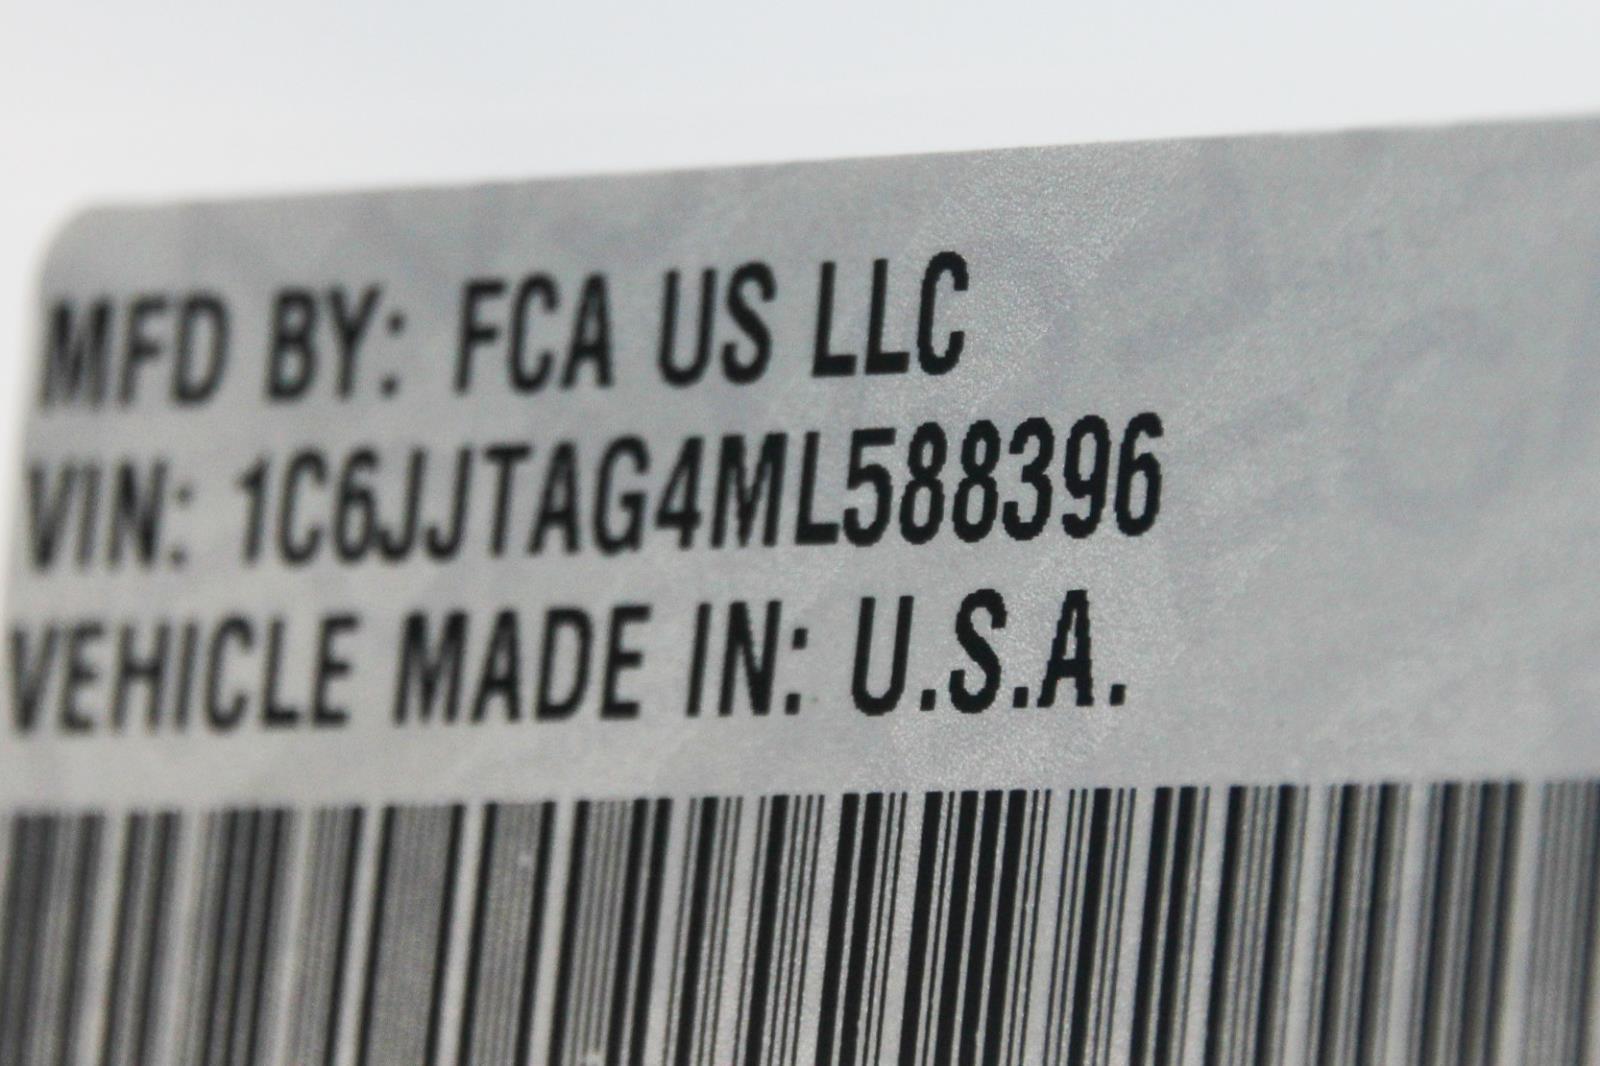 MFD BY: FCA US LLC
VIN: 1C6JJTAG4ML588396
VEHICLE MADE IN: U.S.A.